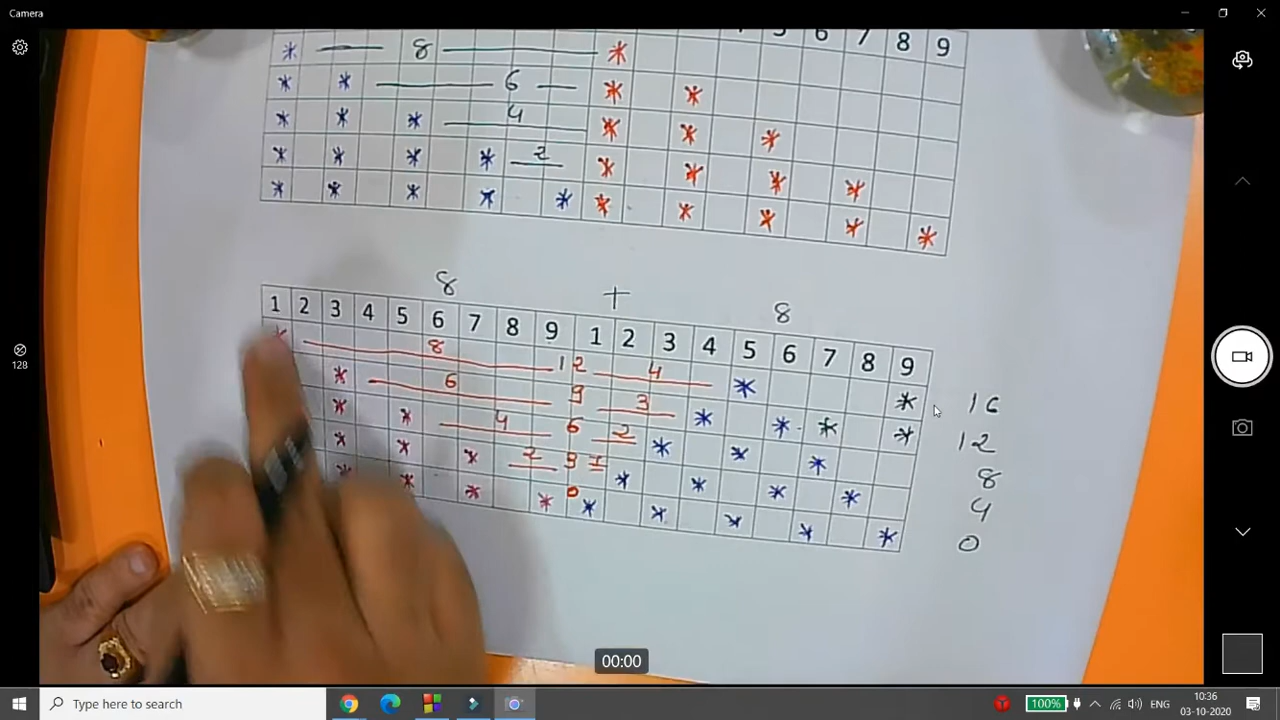 Camera
4 5 6 7 8 9
* 8 *
* * 6 * *
* * * 4 * * *
* * * * 2 * * * *
* * * * * * * * * *
8 + 8
1 2 3 4 5 6 7 8 9 1 2 3 4 5 6 7 8 9
* 8 12 4 * * 16
* 6 9 3 * * * * 12
* * 4 6 2 * * * 8
* * * 2 3 1 * * * * 4
* * * * 0 * * * * * 0
128
00:00
Type here to search
100%
ENG
10:36
03-10-2020